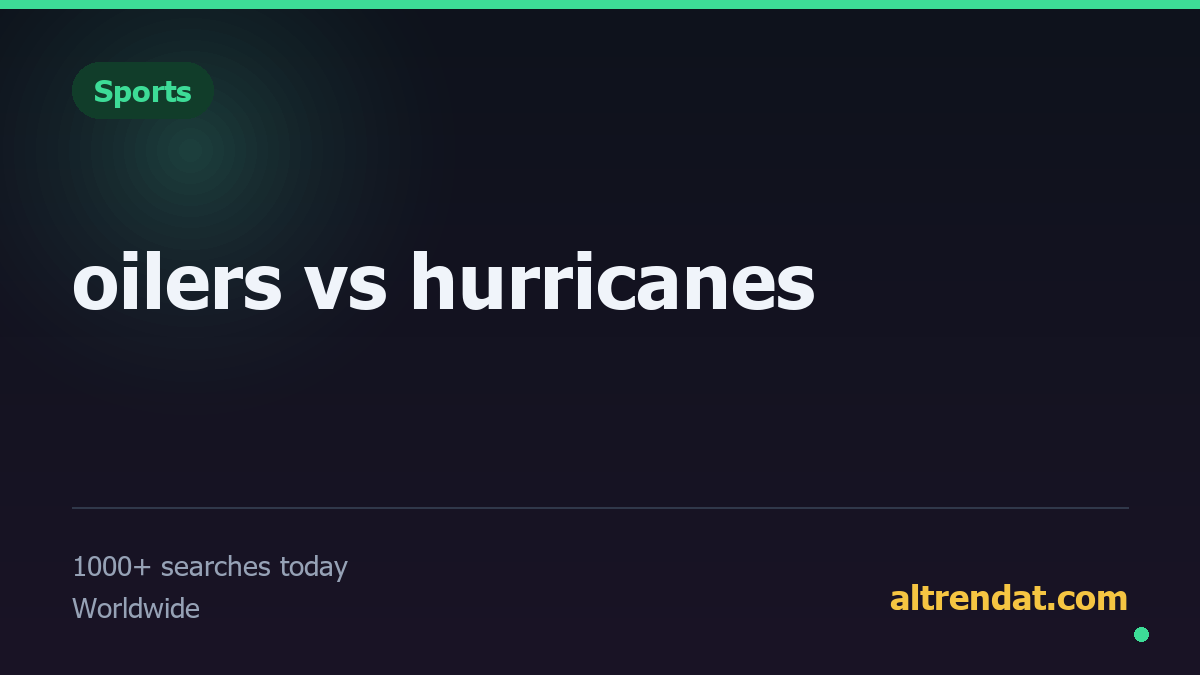 Sports
oilers vs hurricanes
1000+ searches today
Worldwide
altrendat.com